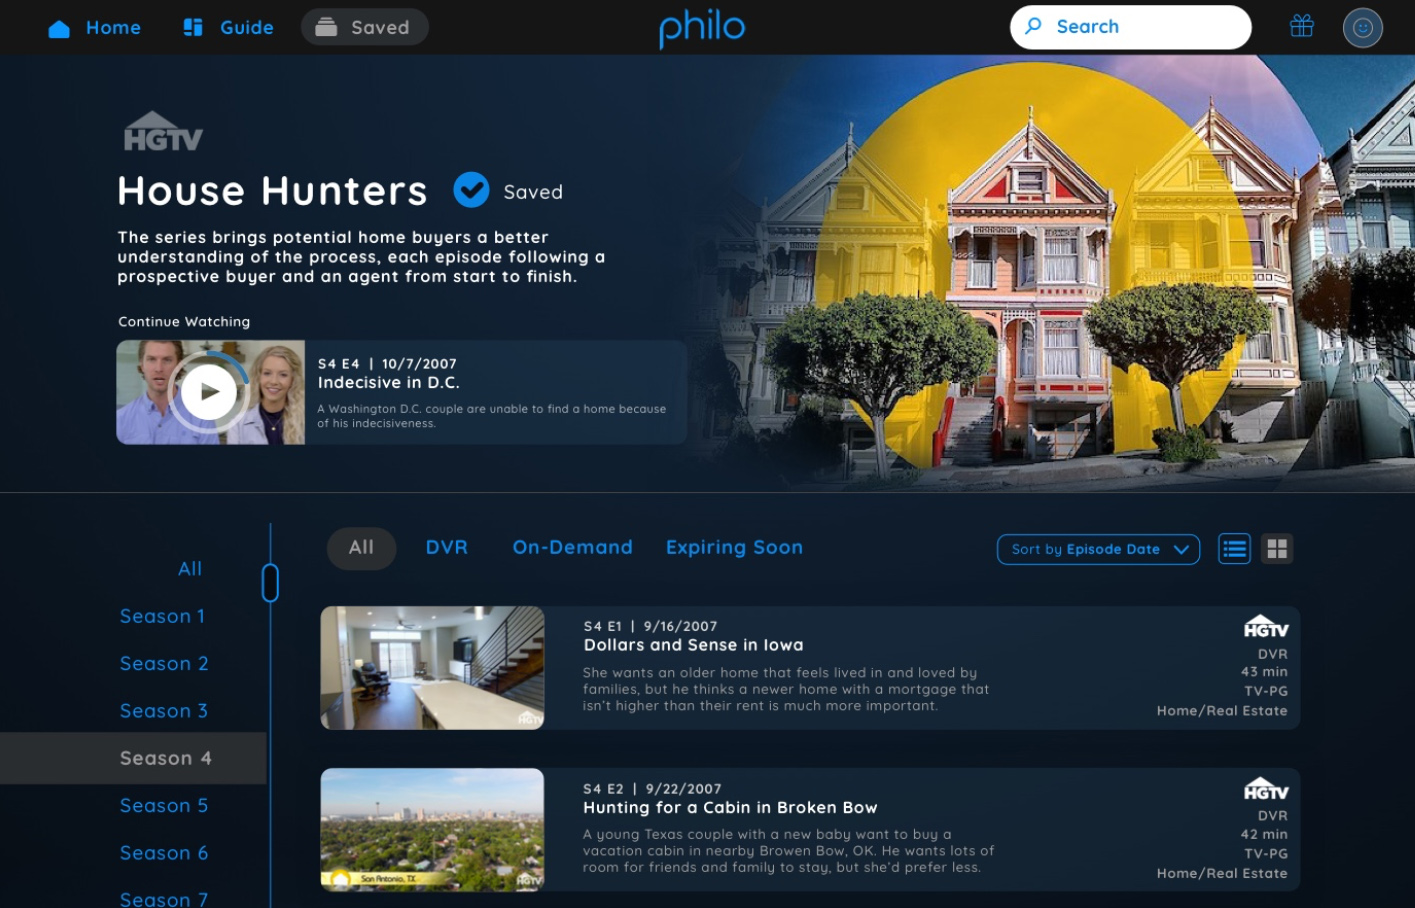 Home
Guide
Saved
philo
Search
HGTV
House Hunters
Saved
The series brings potential home buyers a better
understanding of the process, each episode following a
prospective buyer and an agent from start to finish.
Continue Watching
S4 E4 | 10/7/2007
Indecisive in D.C.
A Washington D.C. couple are unable to find a home because
of his indecisiveness.
All
Season 1
Season 2
Season 3
Season 4
Season 5
Season 6
Season 7
All
DVR
On-Demand
Expiring Soon
Sort by Episode Date
HGTV
S4 E1 | 9/16/2007
Dollars and Sense in Iowa
She wants an older home that feels lived in and loved by
families, but he thinks a newer home with a mortgage that
isn't higher than their rent is much more important.
HGTV
DVR
43 min
TV-PG
Home/Real Estate
San Antonio, TX
HGTV
S4 E2 | 9/22/2007
Hunting for a Cabin in Broken Bow
A young Texas couple with a new baby want to buy a
vacation cabin in nearby Browen Bow, OK. He wants lots of
room for friends and family to stay, but she'd prefer less.
HGTV
DVR
42 min
TV-PG
Home/Real Estate